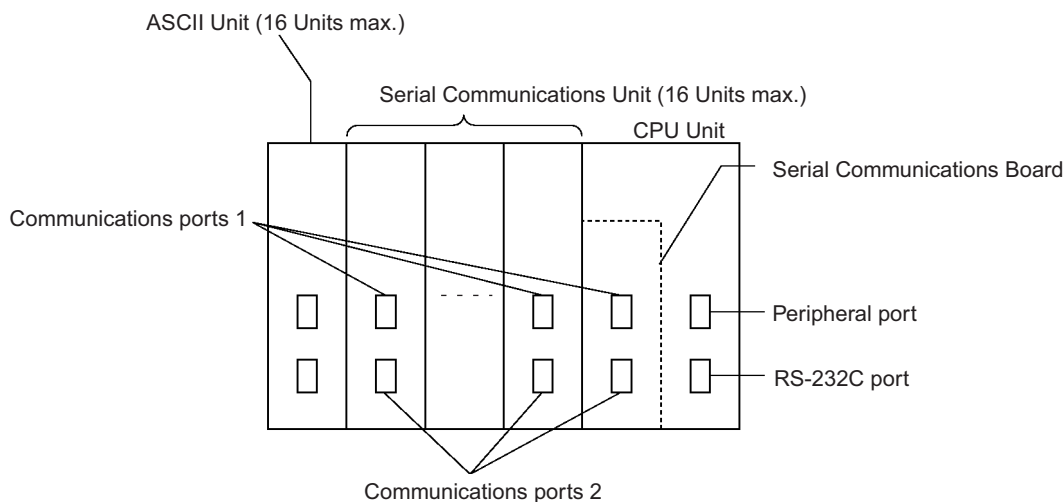 ASCII Unit (16 Units max.)
Serial Communications Unit (16 Units max.)
CPU Unit
Serial Communications Board
Communications ports 1
Peripheral port
RS-232C port
Communications ports 2